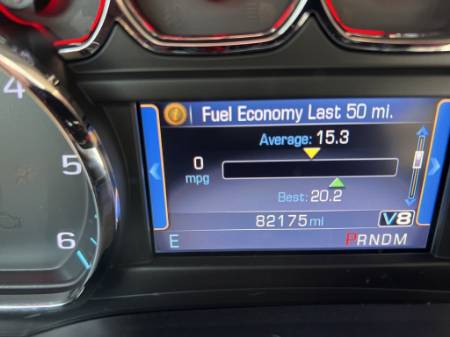 Fuel Economy Last 50 mi.
Average: 15.3
0
mpg
Best: 20.2
82175 mi
V8
E
PRNDM
4
5
6